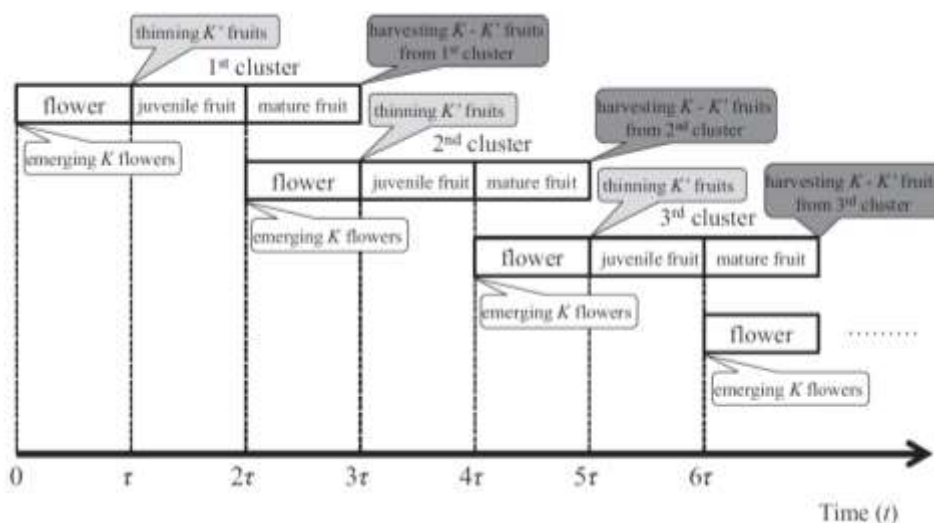 thinning K' fruits
harvesting K - K' fruits
from 1st cluster
1st cluster
flower
juvenile fruit
mature fruit
thinning K' fruits
harvesting K - K' fruits
from 2nd cluster
emerging K flowers
2nd cluster
flower
juvenile fruit
mature fruit
thinning K' fruits
harvesting K - K' fruit
from 3rd cluster
emerging K flowers
3rd cluster
flower
juvenile fruit
mature fruit
emerging K flowers
flower
.........
emerging K flowers
0 τ 2τ 3τ 4τ 5τ 6τ
Time (t)